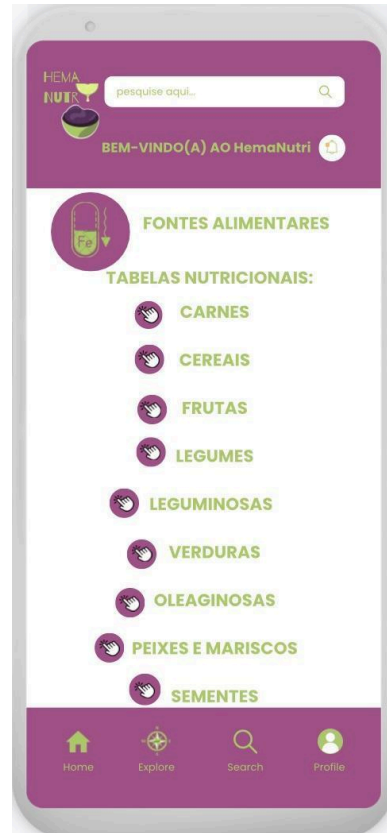 HEMA
NUTR
pesquise aqui...
BEM-VINDO(A) AO HemaNutri
Fe
FONTES ALIMENTARES
TABELAS NUTRICIONAIS:
CARNES
CEREAIS
FRUTAS
LEGUMES
LEGUMINOSAS
VERDURAS
OLEAGINOSAS
PEIXES E MARISCOS
SEMENTES
Home
Explore
Search
Profile